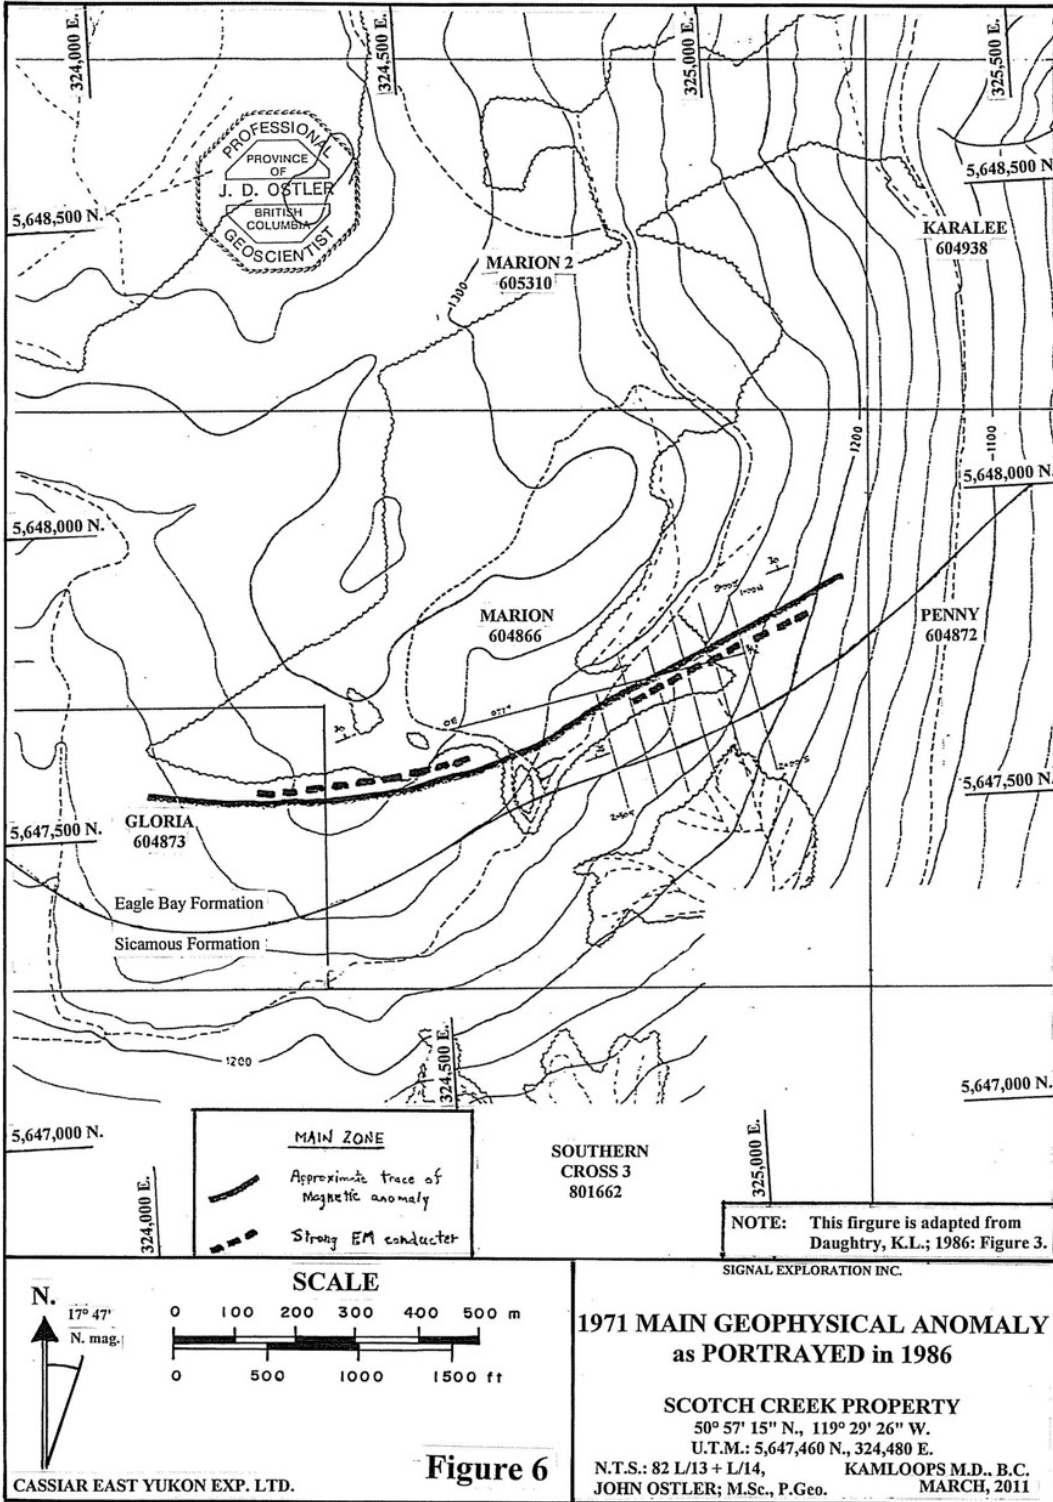 324,000 E.
324,500 E.
325,000 E.
325,500 E.
5,648,500 N.
5,648,500 N.
PROFESSIONAL
PROVINCE
OF
J. D. OSTLER
BRITISH
COLUMBIA
GEOSCIENTIST
KARALEE
604938
MARION 2
605310
1300
1200
1100
5,648,000 N.
5,648,000 N.
MARION
604866
PENNY
604872
5,647,500 N.
5,647,500 N.
GLORIA
604873
Eagle Bay Formation
Sicamous Formation
1200
324,500 E.
5,647,000 N.
5,647,000 N.
324,000 E.
325,000 E.
MAIN ZONE
Approximate trace of
Magnetic anomaly
Strong EM conducter
SOUTHERN
CROSS 3
801662
NOTE: This firgure is adapted from
Daughtry, K.L.; 1986: Figure 3.
N.
17° 47'
N. mag.
SCALE
0 100 200 300 400 500 m
0 500 1000 1500 ft
CASSIAR EAST YUKON EXP. LTD.
Figure 6
SIGNAL EXPLORATION INC.
1971 MAIN GEOPHYSICAL ANOMALY
as PORTRAYED in 1986
SCOTCH CREEK PROPERTY
50° 57' 15" N., 119° 29' 26" W.
U.T.M.: 5,647,460 N., 324,480 E.
N.T.S.: 82 L/13 + L/14, KAMLOOPS M.D., B.C.
JOHN OSTLER; M.Sc., P.Geo. MARCH, 2011